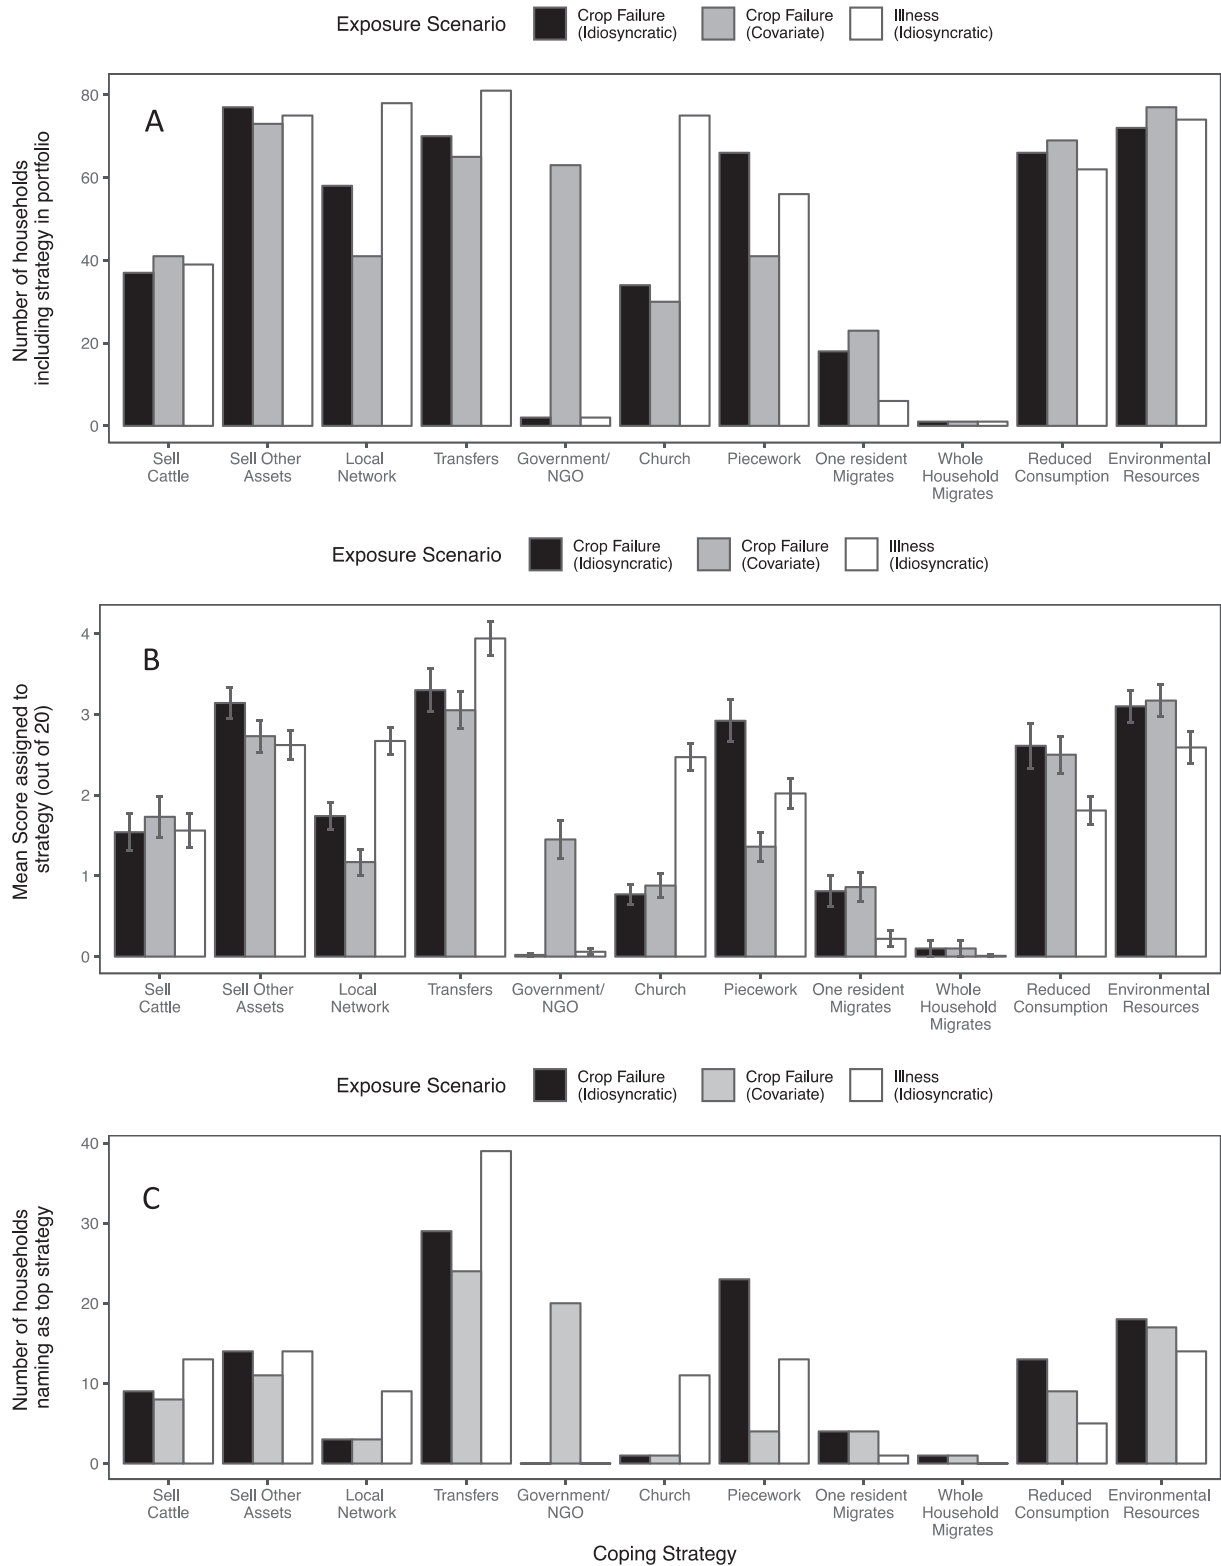 Exposure Scenario
Crop Failure
(Idiosyncratic)
Crop Failure
(Covariate)
Illness
(Idiosyncratic)
A
Number of households
including strategy in portfolio
80
60
40
20
0
Sell
Cattle
Sell Other
Assets
Local
Network
Transfers
Government/
NGO
Church
Piecework
One resident
Migrates
Whole
Household
Migrates
Reduced
Consumption
Environmental
Resources
Exposure Scenario
Crop Failure
(Idiosyncratic)
Crop Failure
(Covariate)
Illness
(Idiosyncratic)
B
Mean Score assigned to
strategy (out of 20)
4
3
2
1
0
Sell
Cattle
Sell Other
Assets
Local
Network
Transfers
Government/
NGO
Church
Piecework
One resident
Migrates
Whole
Household
Migrates
Reduced
Consumption
Environmental
Resources
Exposure Scenario
Crop Failure
(Idiosyncratic)
Crop Failure
(Covariate)
Illness
(Idiosyncratic)
C
Number of households
naming as top strategy
40
30
20
10
0
Sell
Cattle
Sell Other
Assets
Local
Network
Transfers
Government/
NGO
Church
Piecework
One resident
Migrates
Whole
Household
Migrates
Reduced
Consumption
Environmental
Resources
Coping Strategy